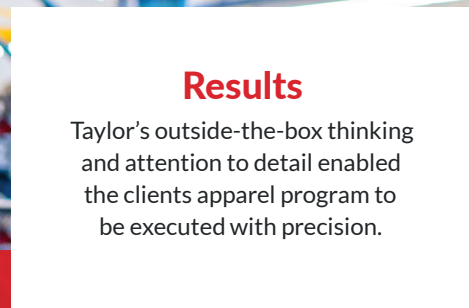 Results
Taylor’s outside-the-box thinking
and attention to detail enabled
the clients apparel program to
be executed with precision.